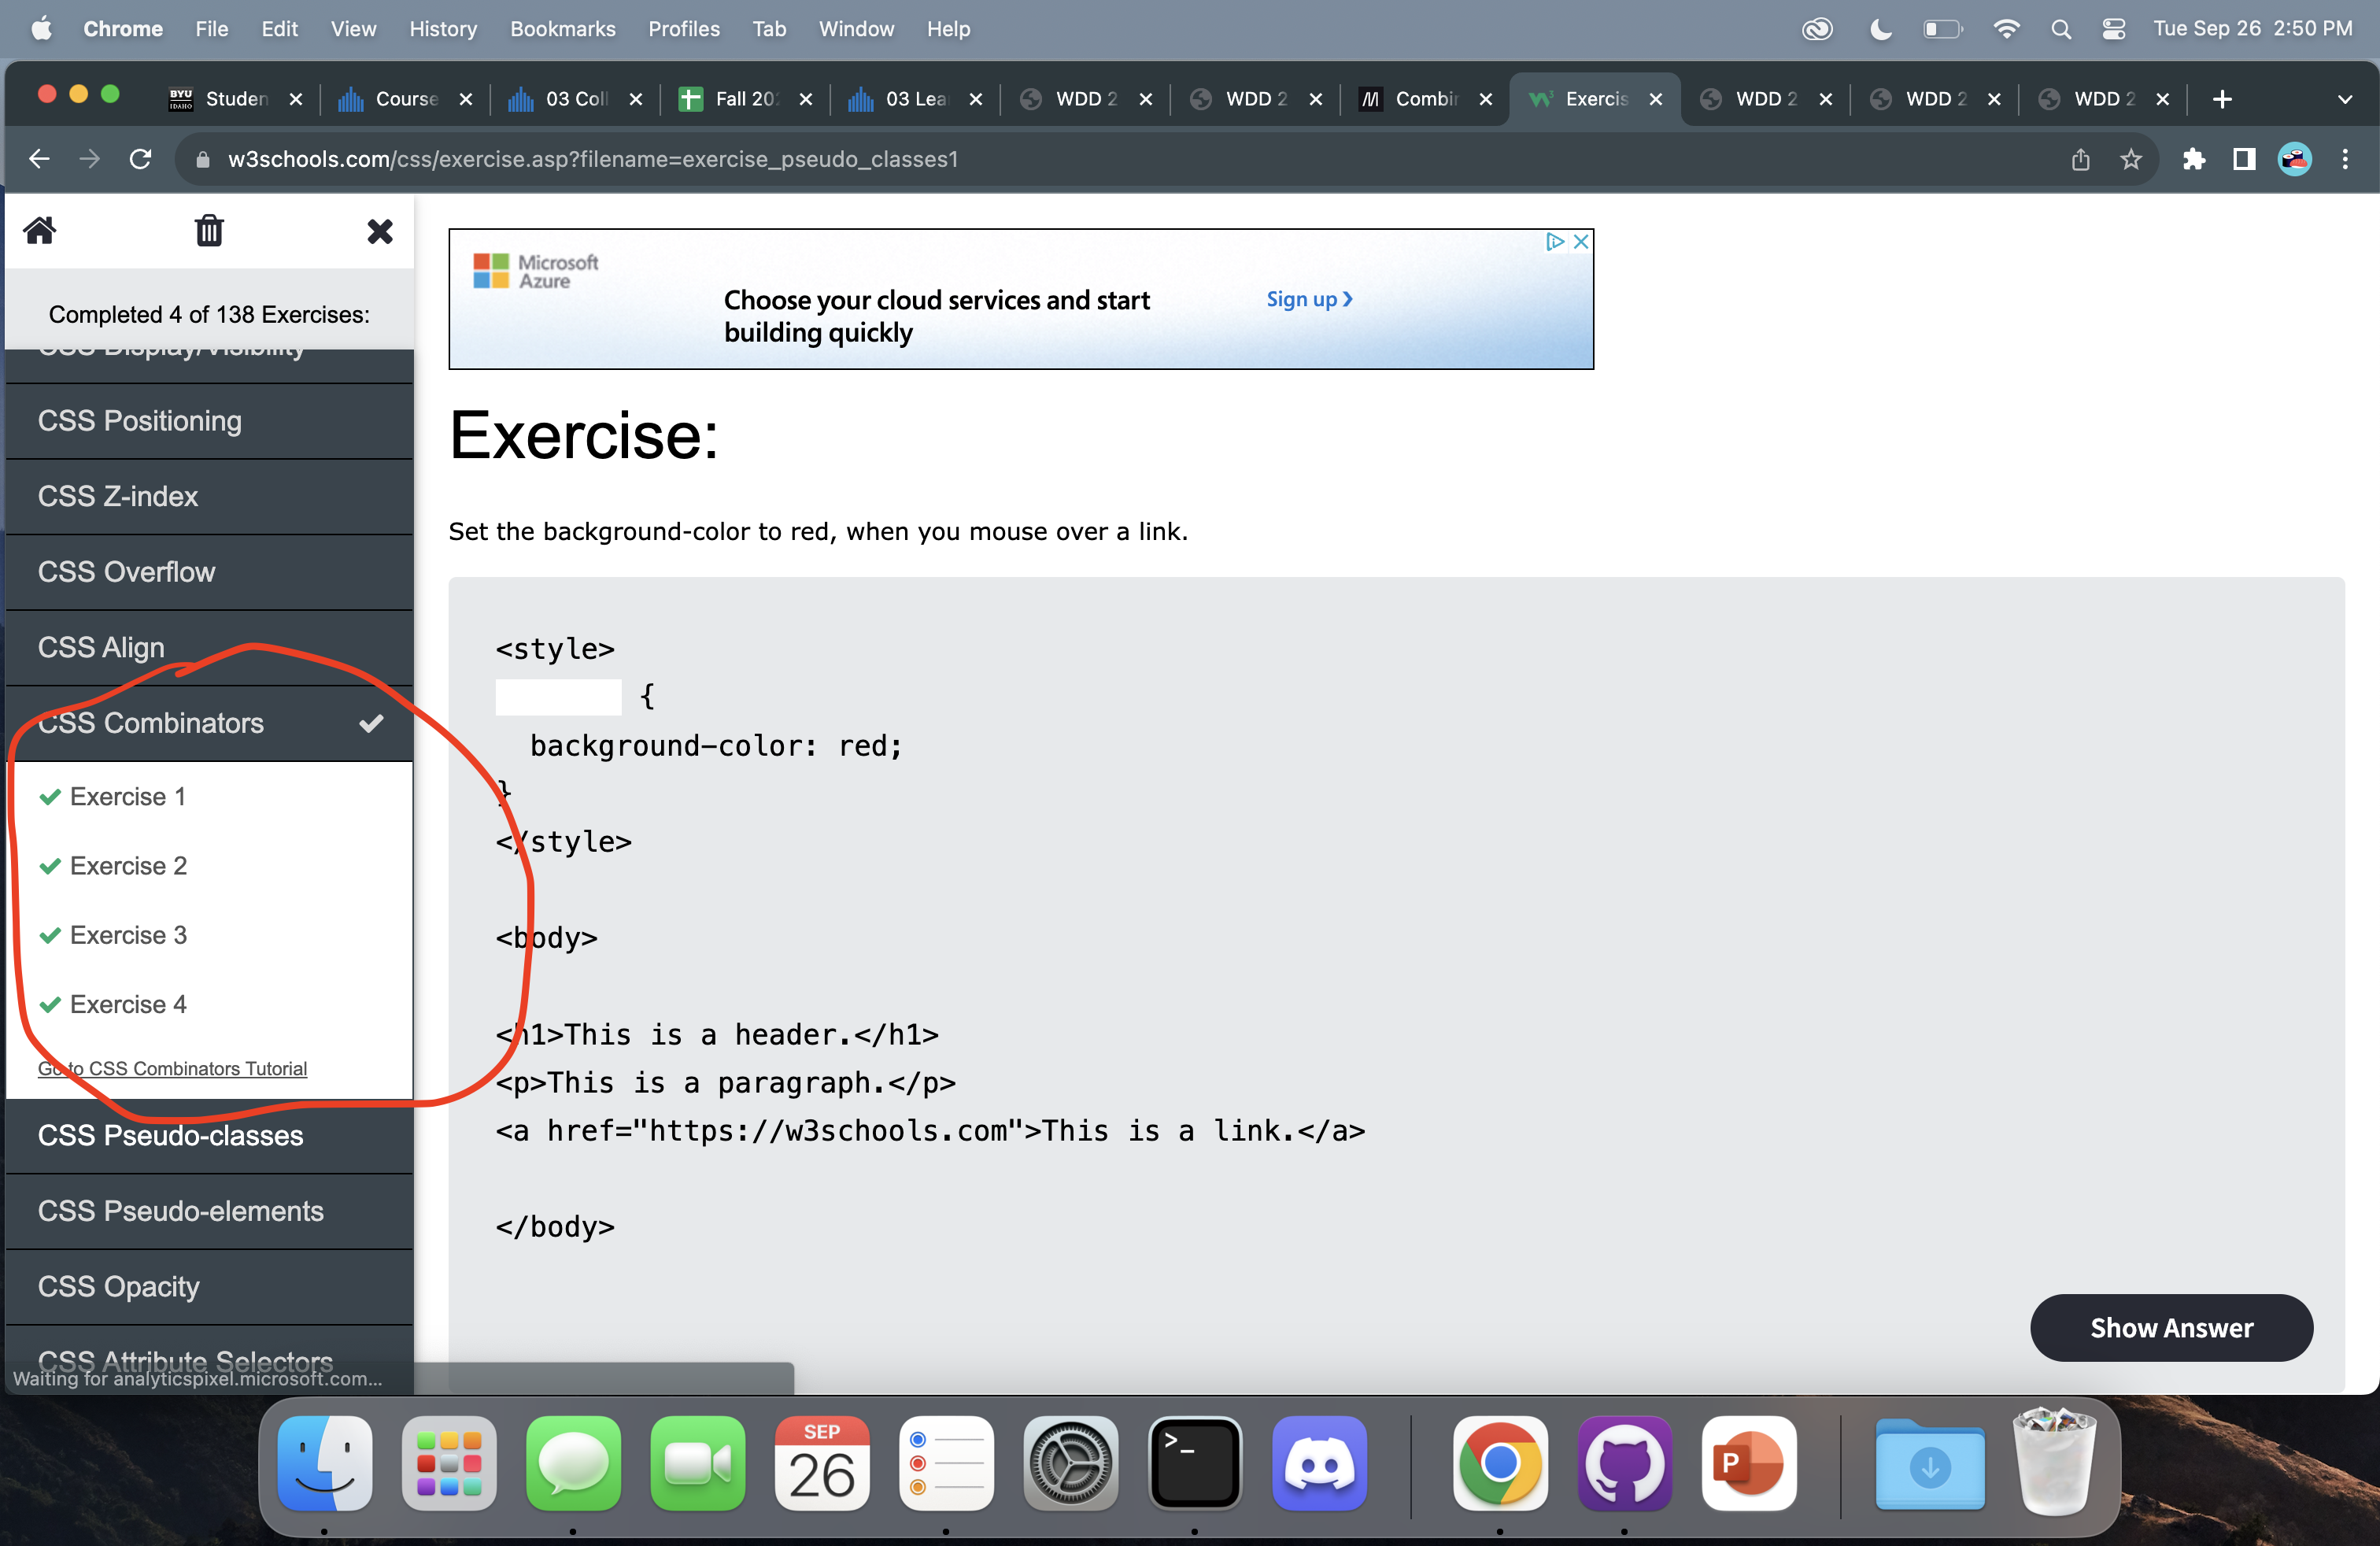 Chrome File Edit View History Bookmarks Profiles Tab Window Help Tue Sep 26 2:50 PM
BYU IDAHO Studen Course 03 Coll Fall 20 03 Lea WDD 2 WDD 2 Combin Exercis WDD 2 WDD 2 WDD 2
w3schools.com/css/exercise.asp?filename=exercise_pseudo_classes1
Completed 4 of 138 Exercises:
CSS Display/Visibility
CSS Positioning
CSS Z-index
CSS Overflow
CSS Align
CSS Combinators
Exercise 1
Exercise 2
Exercise 3
Exercise 4
Go to CSS Combinators Tutorial
CSS Pseudo-classes
CSS Pseudo-elements
CSS Opacity
CSS Attribute Selectors
Waiting for analyticspixel.microsoft.com...
Microsoft
Azure
Choose your cloud services and start
building quickly
Sign up
Exercise:
Set the background-color to red, when you mouse over a link.
<style>
{
background-color: red;
}
</style>
<body>
<h1>This is a header.</h1>
<p>This is a paragraph.</p>
<a href="https://w3schools.com">This is a link.</a>
</body>
Show Answer
SEP
26
>_
P